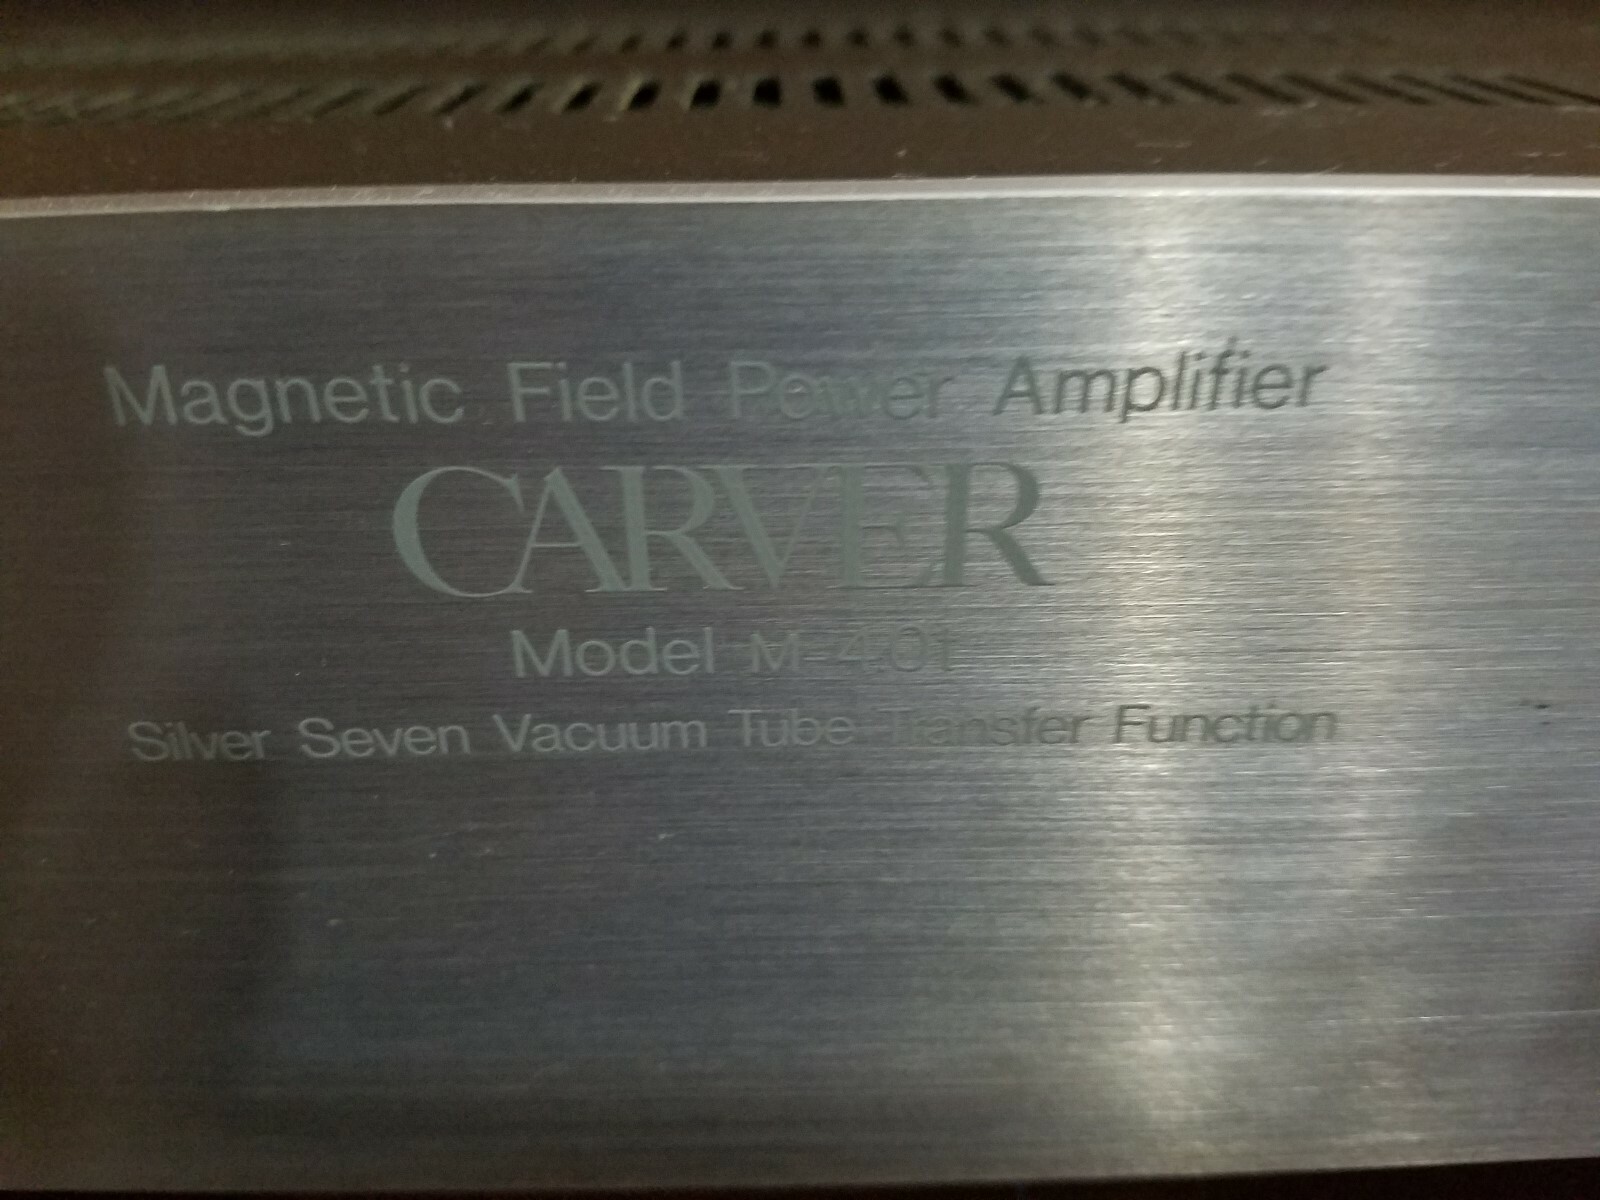 Magnetic Field Power Amplifier
CARVER
Model M-4.0t
Silver Seven Vacuum Tube Transfer Function